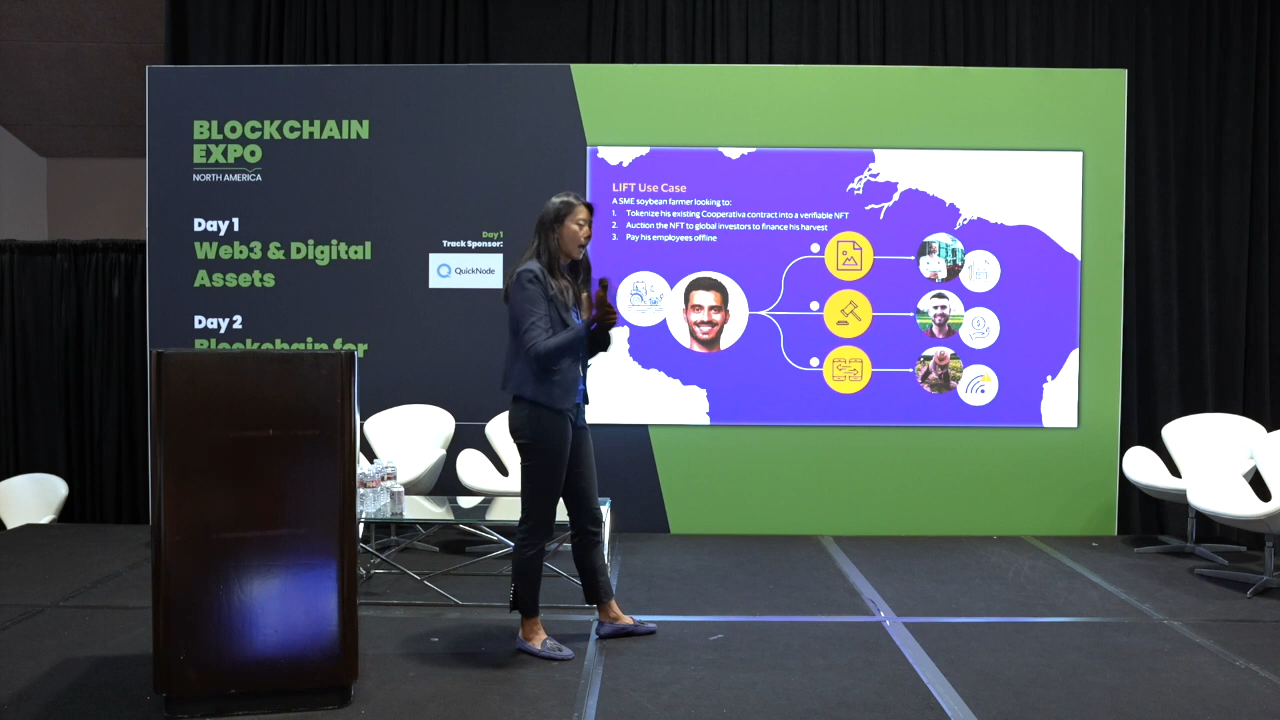 BLOCKCHAIN
EXPO
NORTH AMERICA
Day 1
Web3 & Digital
Assets
Day 2
Blockchain for
Day 1
Track Sponsor:
QuickNode
LIFT Use Case
A SME soybean farmer looking to:
1. Tokenize his existing Cooperativa contract into a verifiable NFT
2. Auction the NFT to global investors to finance his harvest
3. Pay his employees offline